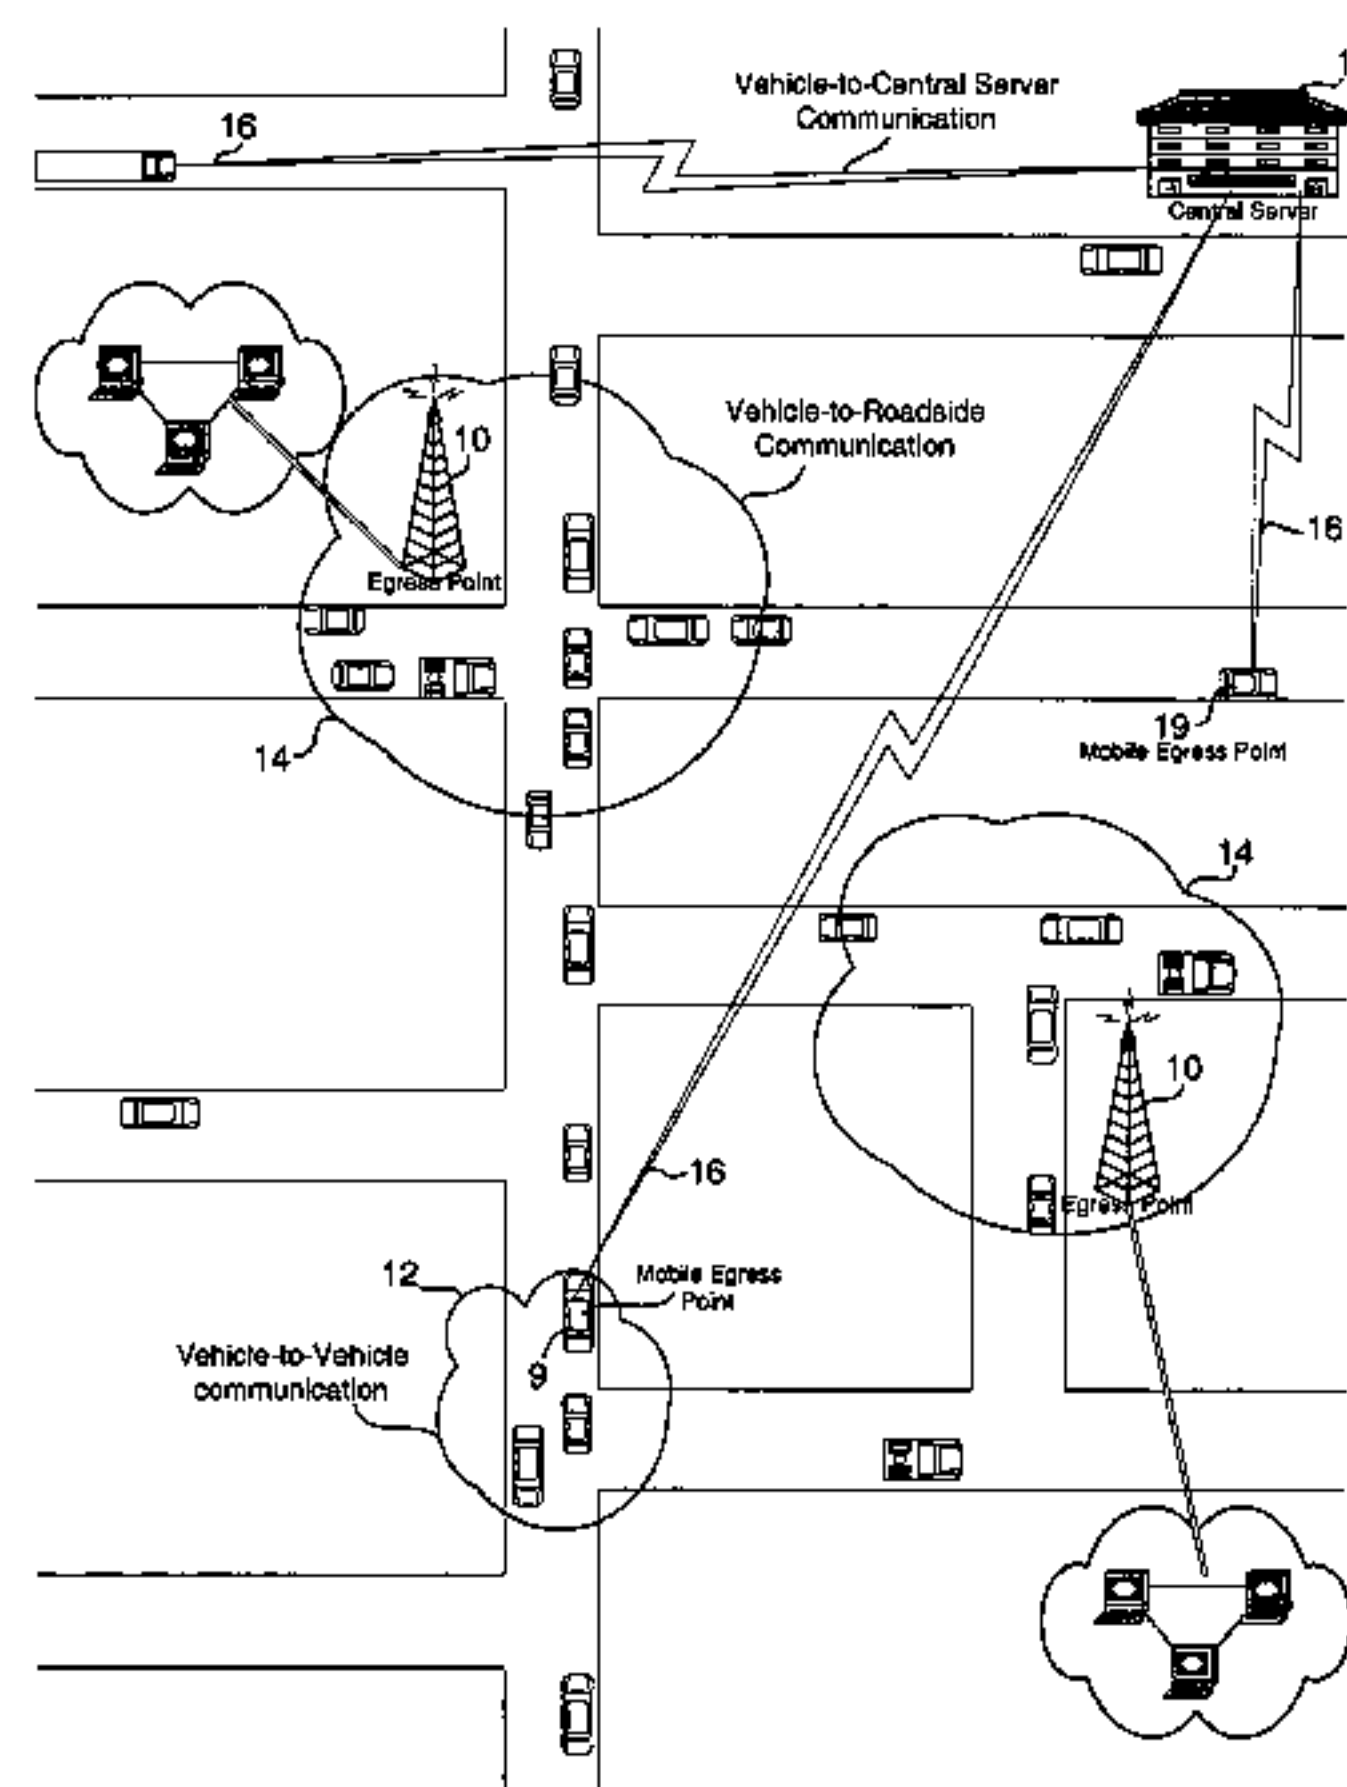 1
Vehicle-to-Central Server
Communication
16
Central Server
Vehicle-to-Roadside
Communication
10
Egress Point
16
19
Mobile Egress Point
14
14
10
Egress Point
16
12
Mobile Egress
Point
9
Vehicle-to-Vehicle
communication